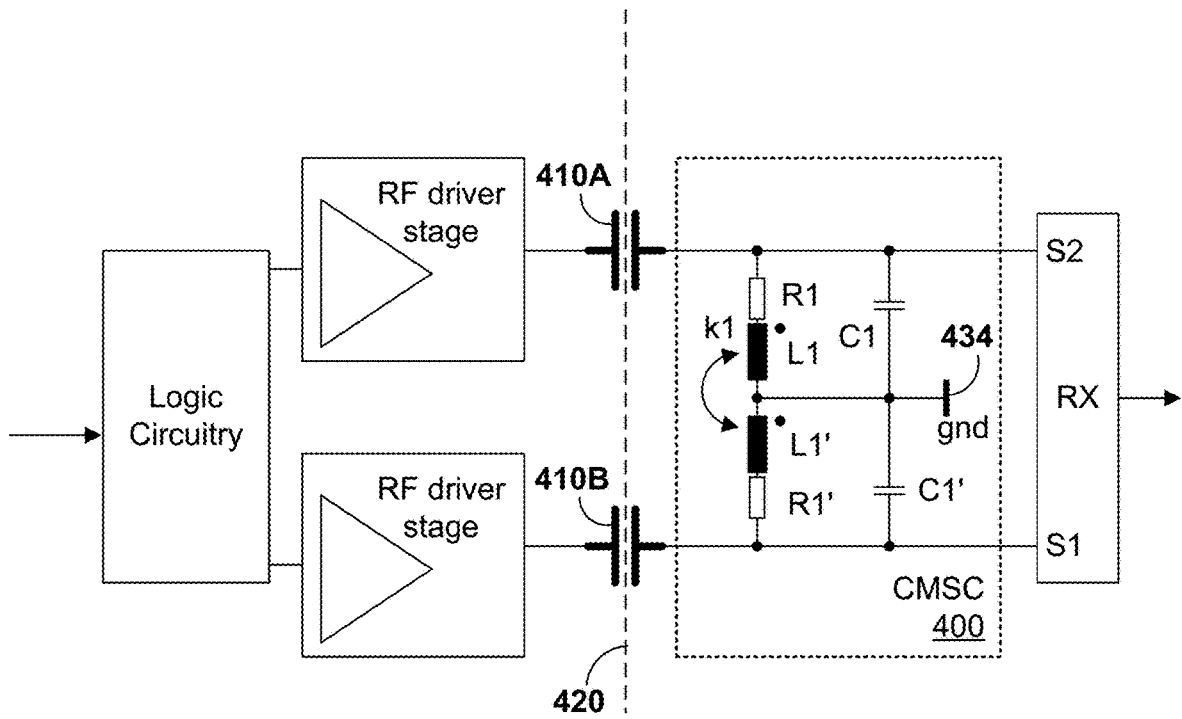 Logic
Circuitry
RF driver
stage
RF driver
stage
410A
410B
420
R1
k1
L1
C1
434
gnd
L1'
R1'
C1'
CMSC
400
S2
RX
S1